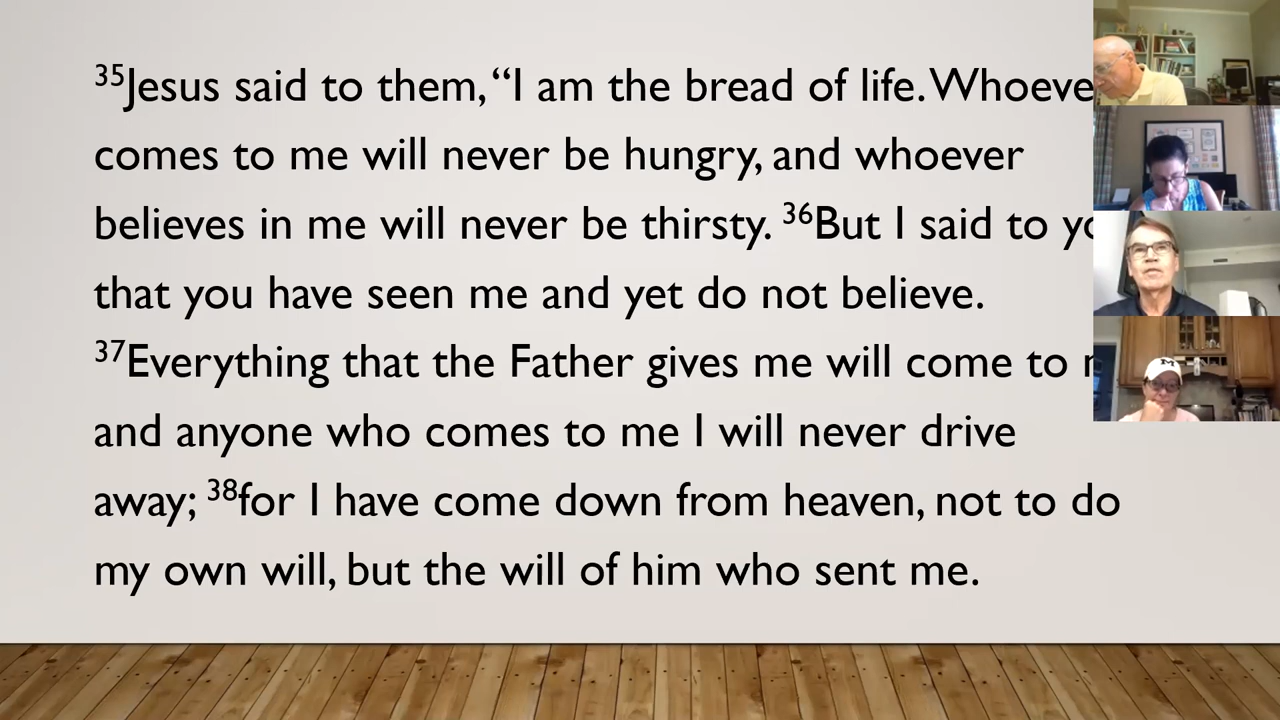 ³⁵Jesus said to them, “I am the bread of life. Whoeve
comes to me will never be hungry, and whoever
believes in me will never be thirsty. ³⁶But I said to yo
that you have seen me and yet do not believe.
³⁷Everything that the Father gives me will come to
and anyone who comes to me I will never drive
away; ³⁸for I have come down from heaven, not to do
my own will, but the will of him who sent me.
M